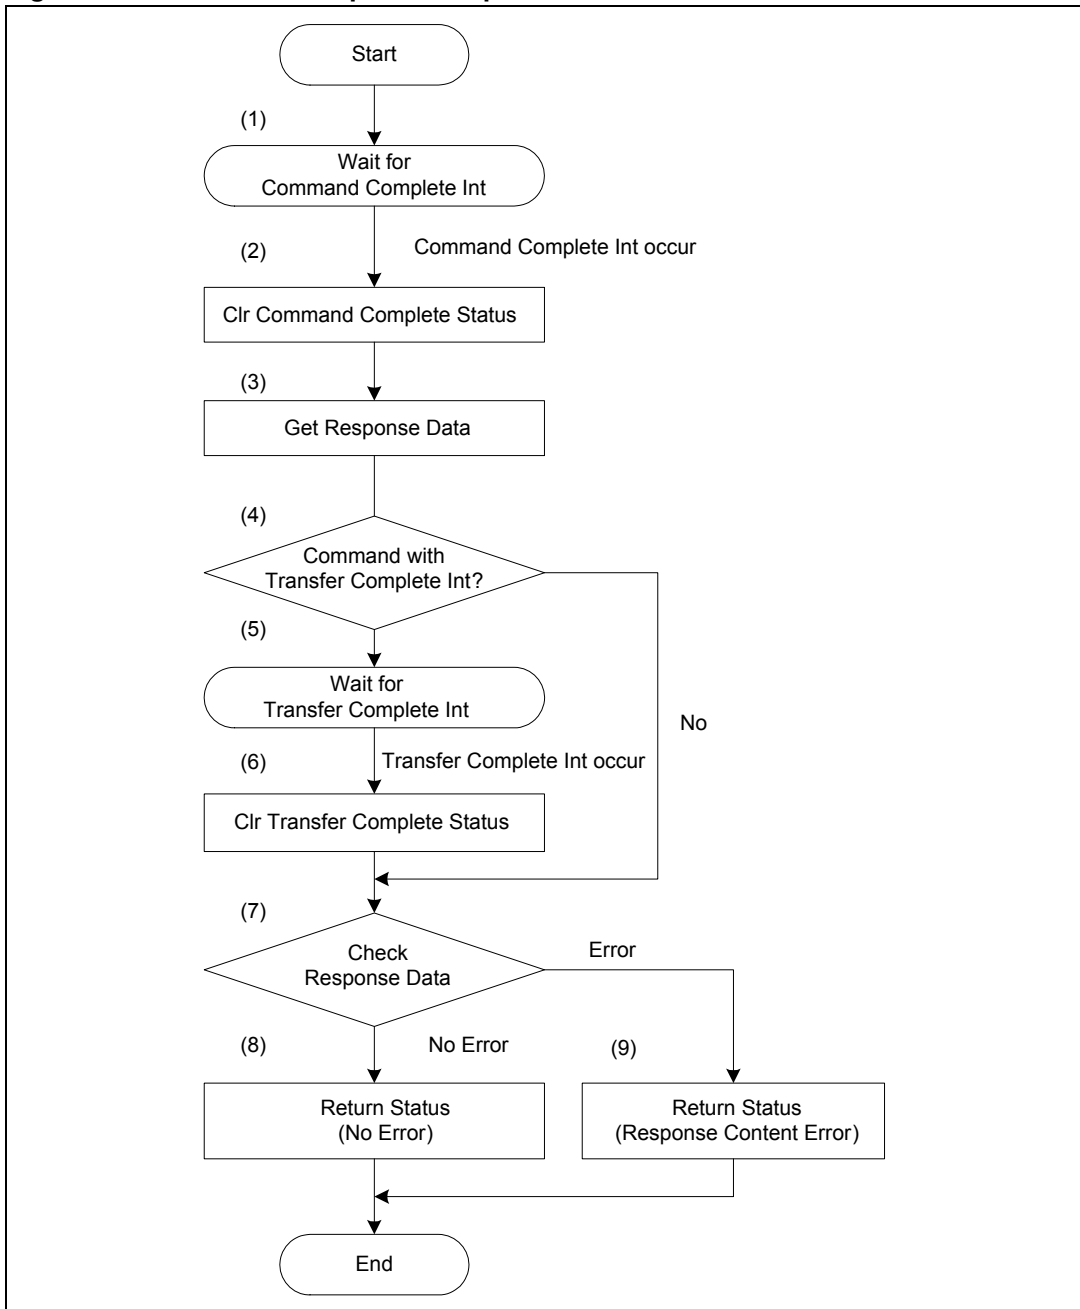 Start
(1)
Wait for
Command Complete Int
(2)
Command Complete Int occur
Clr Command Complete Status
(3)
Get Response Data
(4)
Command with
Transfer Complete Int?
(5)
Wait for
Transfer Complete Int
No
(6)
Transfer Complete Int occur
Clr Transfer Complete Status
(7)
Check
Response Data
Error
(8)
No Error
(9)
Return Status
(No Error)
Return Status
(Response Content Error)
End